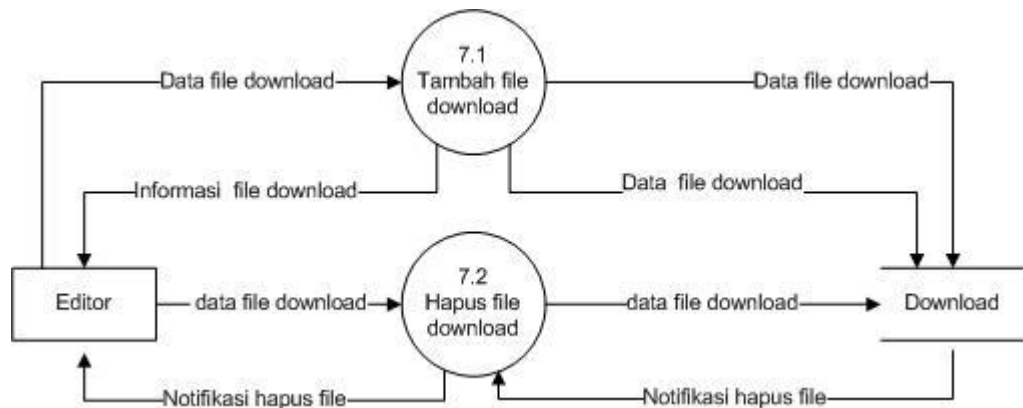 7.1
Tambah file
download
Data file download
Data file download
Informasi file download
Data file download
7.2
Hapus file
download
Editor
data file download
data file download
Download
Notifikasi hapus file
Notifikasi hapus file